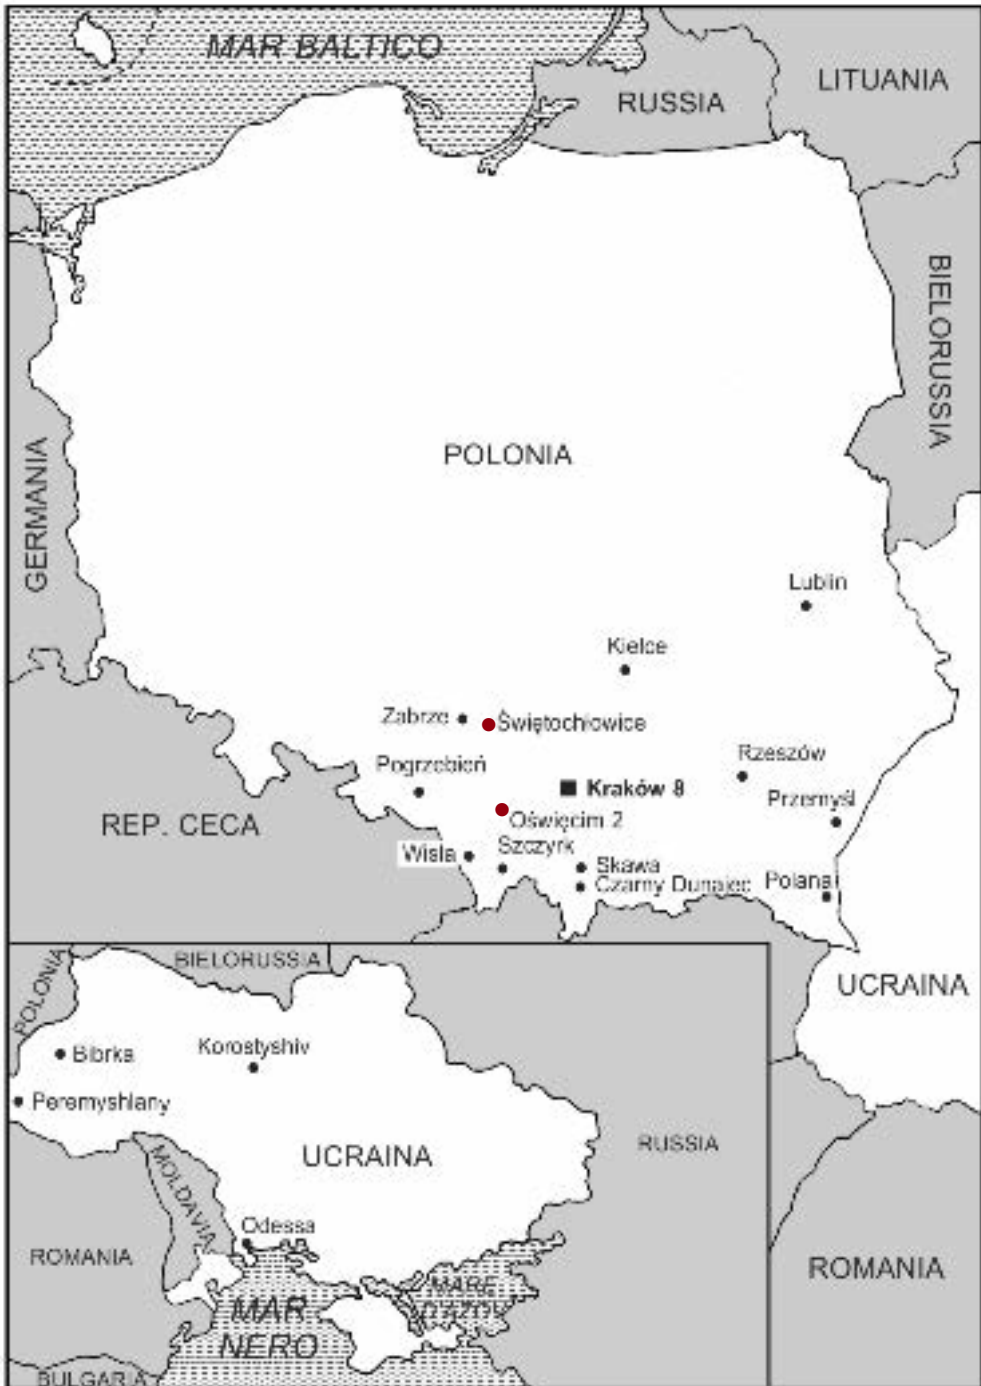 MAR BALTICO
LITUANIA
RUSSIA
BIELORUSSIA
POLONIA
GERMANIA
Lublin
Kielce
Zabrze
Świętochłowice
Rzeszów
Pogrzebień
Kraków 8
Przemyśl
REP. CECA
Oświęcim 2
Szczyrk
Wisła
Skawa
Czarny Dunajec
Polana
UCRAINA
POLONIA
BIELORUSSIA
Bibrka
Korostyshiv
Peremyshlany
UCRAINA
RUSSIA
MOLDAVIA
Odessa
ROMANIA
ROMANIA
MARE
D'AZOV
MAR
NERO
BULGARIA